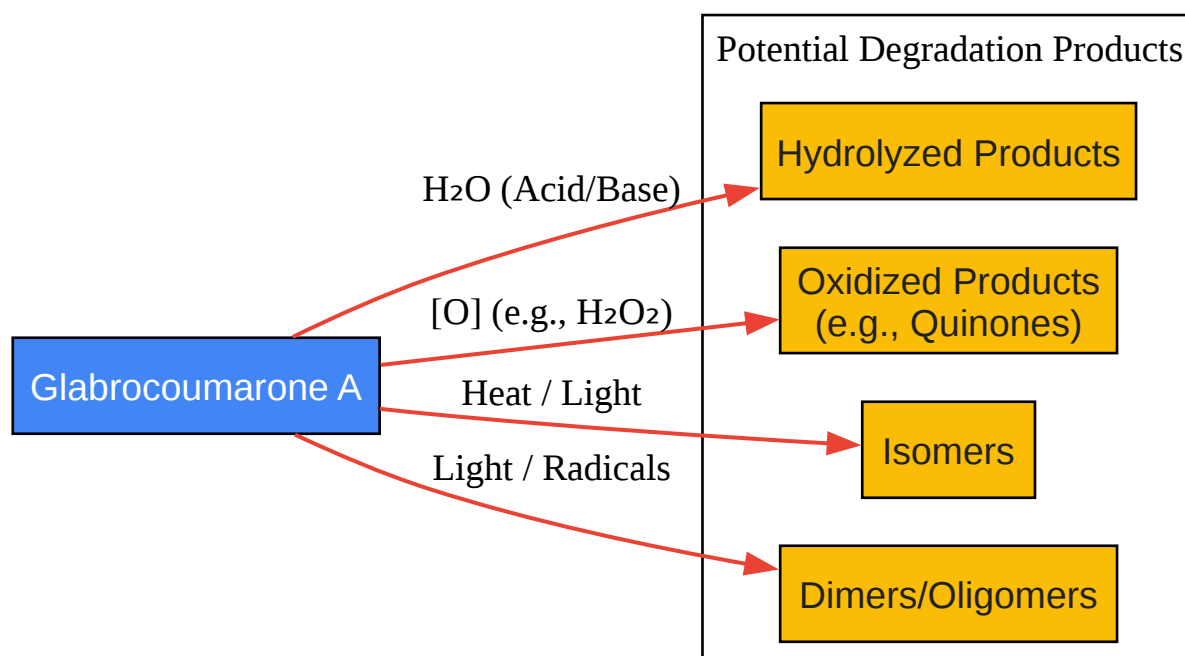 Potential Degradation Products
Hydrolyzed Products
H₂O (Acid/Base)
Oxidized Products
(e.g., Quinones)
[O] (e.g., H₂O₂)
Glabrocoumarone A
Heat / Light
Isomers
Light / Radicals
Dimers/Oligomers